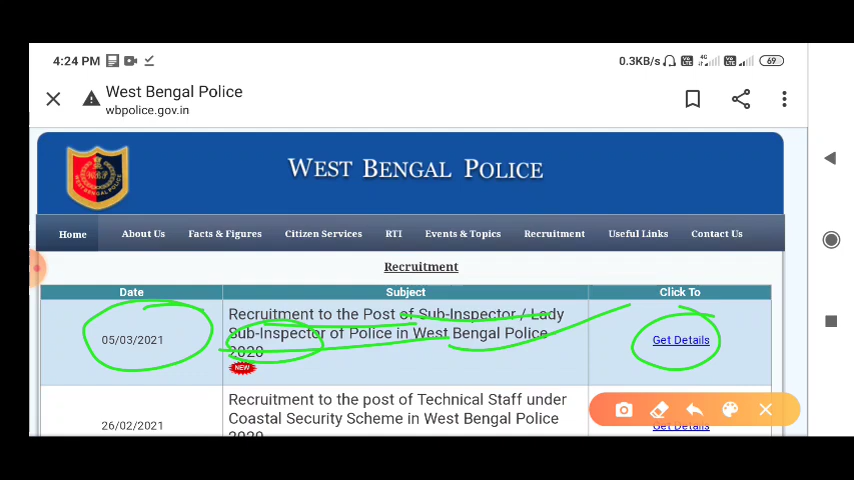 4:24 PM
0.3KB/s 4G 69
West Bengal Police
wbpolice.gov.in
WEST BENGAL POLICE
Home About Us Facts & Figures Citizen Services RTI Events & Topics Recruitment Useful Links Contact Us
Recruitment
Date Subject Click To
Recruitment to the Post of Sub-Inspector / Lady
Sub-Inspector of Police in West Bengal Police
05/03/2021 Get Details
2020
NEW
Recruitment to the post of Technical Staff under
Coastal Security Scheme in West Bengal Police
26/02/2021 Get Details
2020